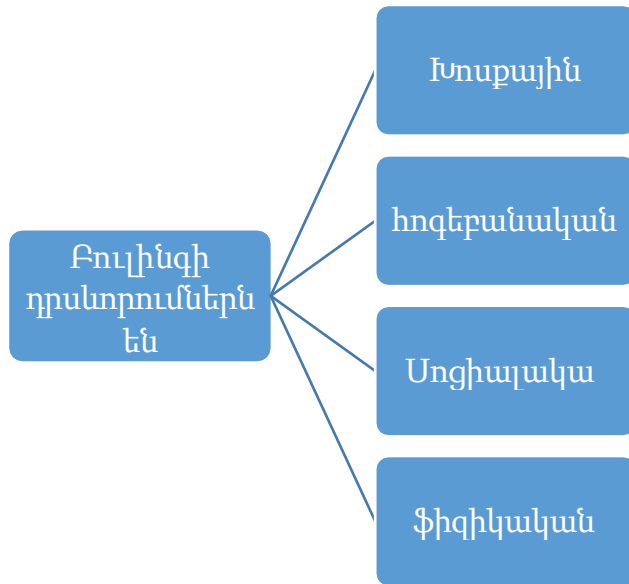 Բուլինգի
դրսևորումներն
են
Խոսքային
հոգեբանական
Սոցիալակա
ֆիզիկական